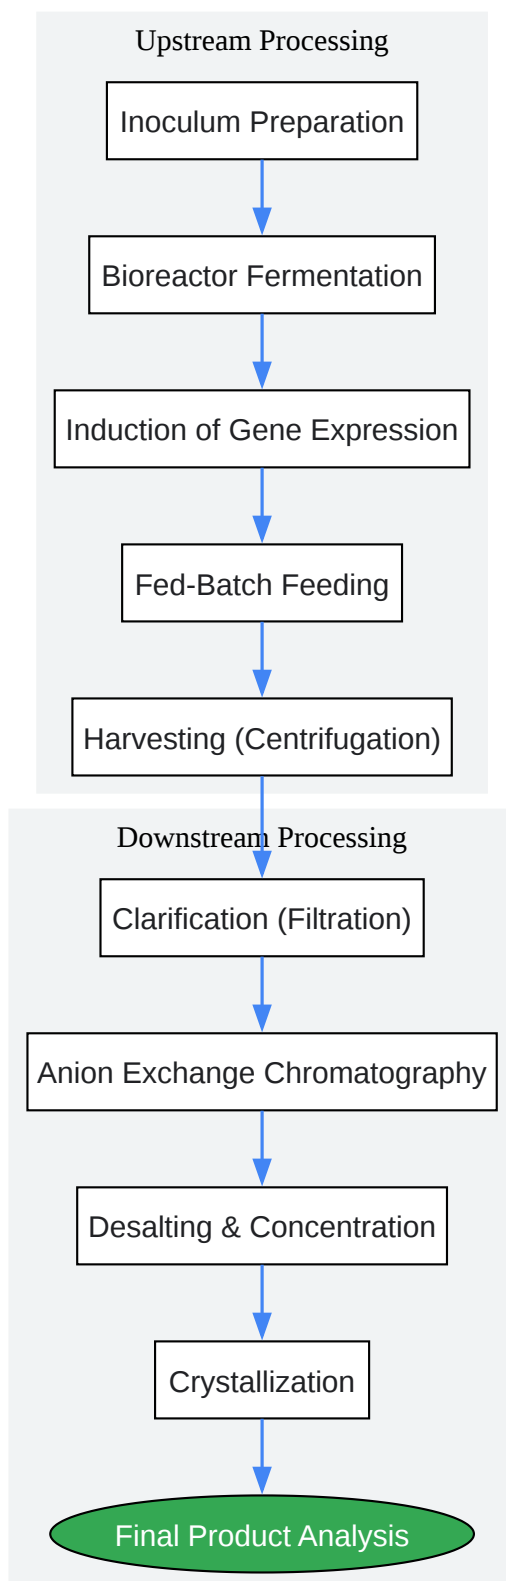 Upstream Processing
Inoculum Preparation
Bioreactor Fermentation
Induction of Gene Expression
Fed-Batch Feeding
Harvesting (Centrifugation)
Downstream Processing
Clarification (Filtration)
Anion Exchange Chromatography
Desalting & Concentration
Crystallization
Final Product Analysis